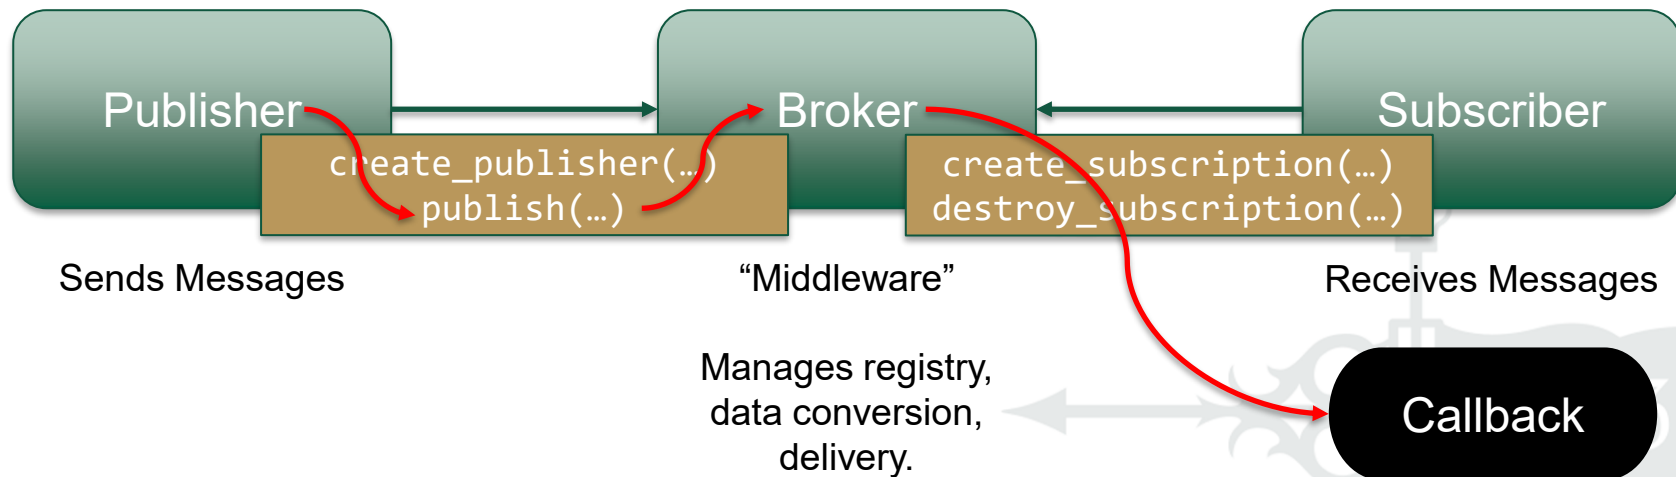 Publisher
Broker
Subscriber
create_publisher(…)
publish(…)
create_subscription(…)
destroy_subscription(…)
Sends Messages
“Middleware”
Receives Messages
Manages registry,
data conversion,
delivery.
Callback